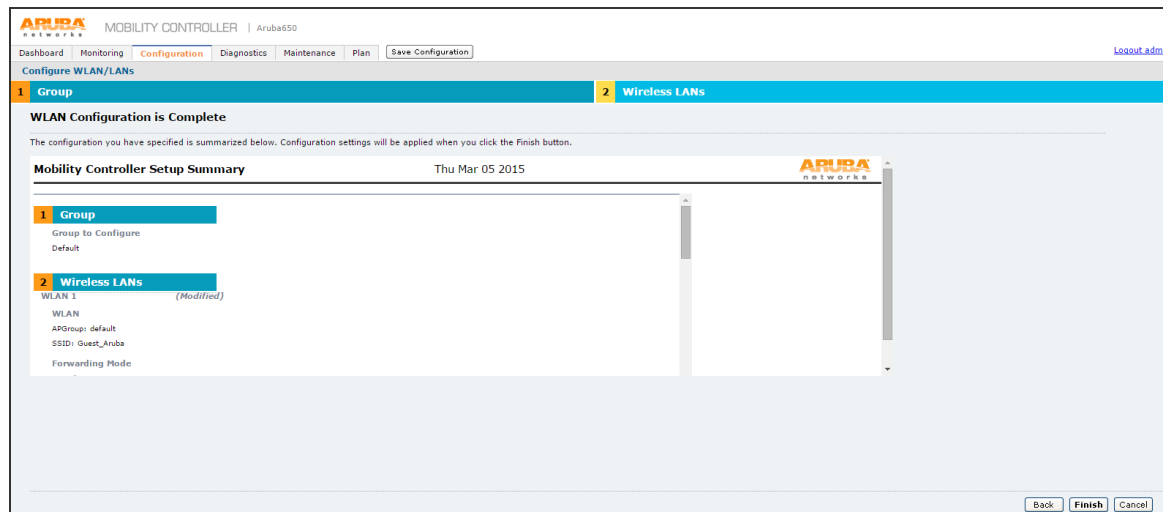 ARUBA networks MOBILITY CONTROLLER | Aruba650
Dashboard Monitoring Configuration Diagnostics Maintenance Plan Save Configuration Logout adm
Configure WLAN/LANs
1 Group 2 Wireless LANs
WLAN Configuration is Complete
The configuration you have specified is summarized below. Configuration settings will be applied when you click the Finish button.
Mobility Controller Setup Summary Thu Mar 05 2015 ARUBA networks
1 Group
Group to Configure
Default
2 Wireless LANs
WLAN 1 (Modified)
WLAN
APGroup: default
SSID: Guest_Aruba
Forwarding Mode
Back Finish Cancel